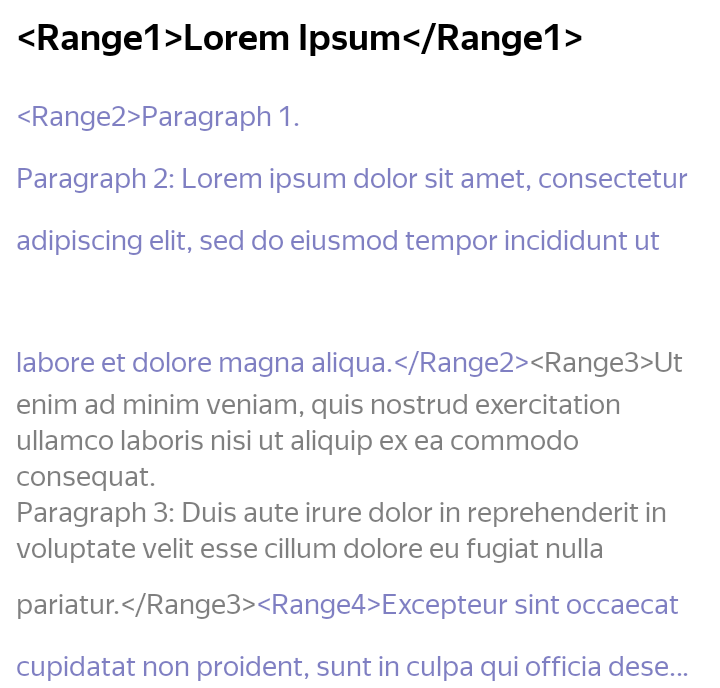 <Range1>Lorem Ipsum</Range1>
<Range2>Paragraph 1.
Paragraph 2: Lorem ipsum dolor sit amet, consectetur
adipiscing elit, sed do eiusmod tempor incididunt ut
labore et dolore magna aliqua.</Range2><Range3>Ut
enim ad minim veniam, quis nostrud exercitation
ullamco laboris nisi ut aliquip ex ea commodo
consequat.
Paragraph 3: Duis aute irure dolor in reprehenderit in
voluptate velit esse cillum dolore eu fugiat nulla
pariatur.</Range3><Range4>Excepteur sint occaecat
cupidatat non proident, sunt in culpa qui officia dese...